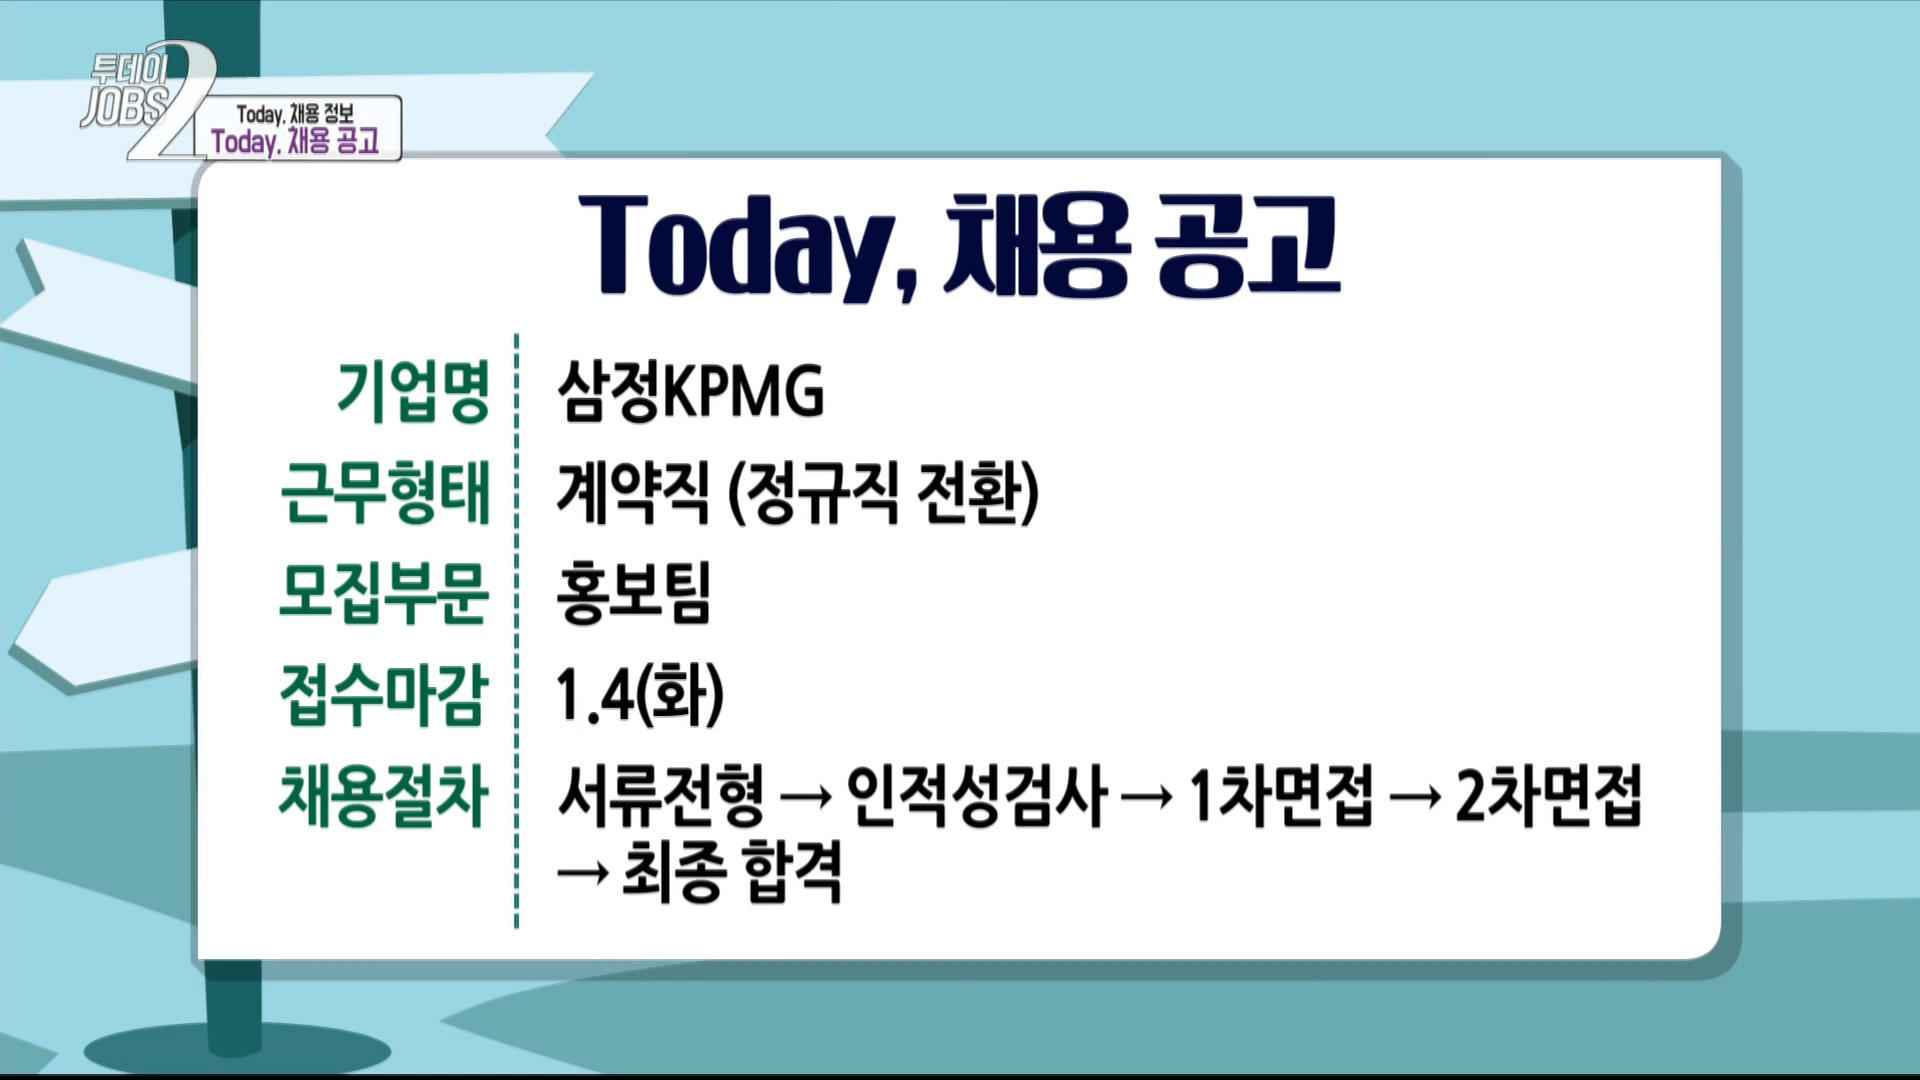 투데이
JOBS2
Today, 채용 정보
Today, 채용 공고
Today, 채용 공고
기업명 삼정KPMG
근무형태 계약직 (정규직 전환)
모집부문 홍보팀
접수마감 1.4(화)
채용절차 서류전형 → 인적성검사 → 1차면접 → 2차면접
→ 최종 합격